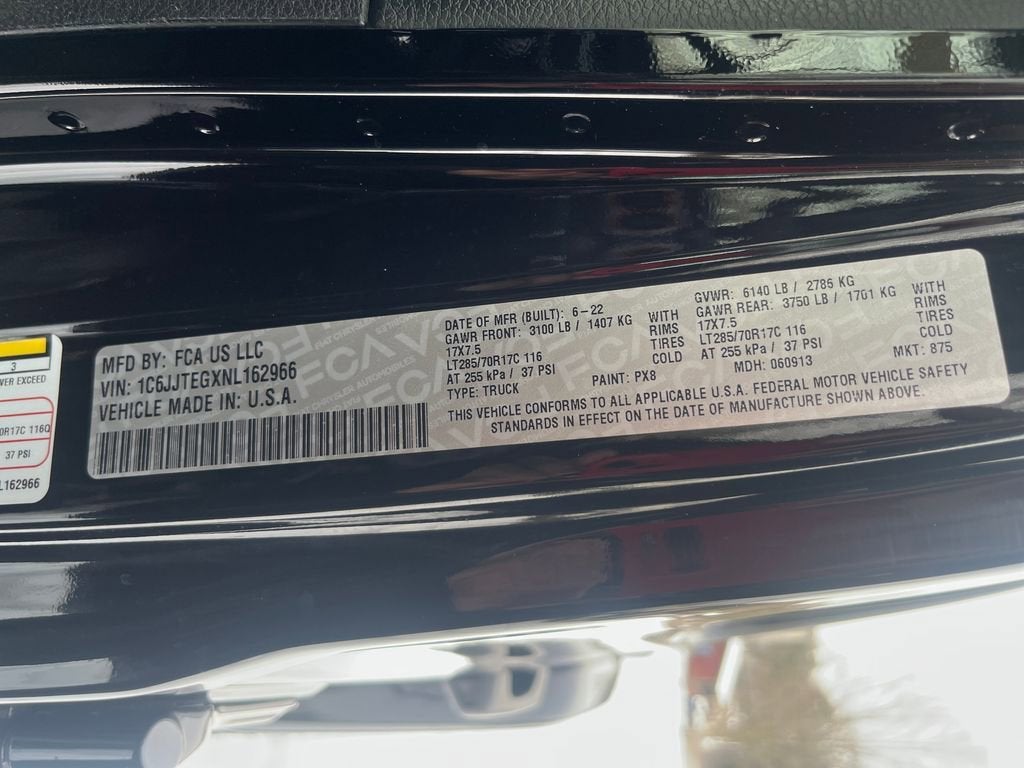 3
VER EXCEED
0R17C 116Q
37 PSI
L162966
MFD BY: FCA US LLC
VIN: 1C6JJTEGXNL162966
VEHICLE MADE IN: U.S.A.
DATE OF MFR (BUILT): 6-22
GAWR FRONT: 3100 LB / 1407 KG WITH
17X7.5 RIMS
LT285/70R17C 116 TIRES
AT 255 kPa / 37 PSI COLD
TYPE: TRUCK PAINT: PX8
GVWR: 6140 LB / 2785 KG
GAWR REAR: 3750 LB / 1701 KG WITH
17X7.5 RIMS
LT285/70R17C 116 TIRES
AT 255 kPa / 37 PSI COLD
MDH: 060913 MKT: 875
THIS VEHICLE CONFORMS TO ALL APPLICABLE U.S.A. FEDERAL MOTOR VEHICLE SAFETY
STANDARDS IN EFFECT ON THE DATE OF MANUFACTURE SHOWN ABOVE.